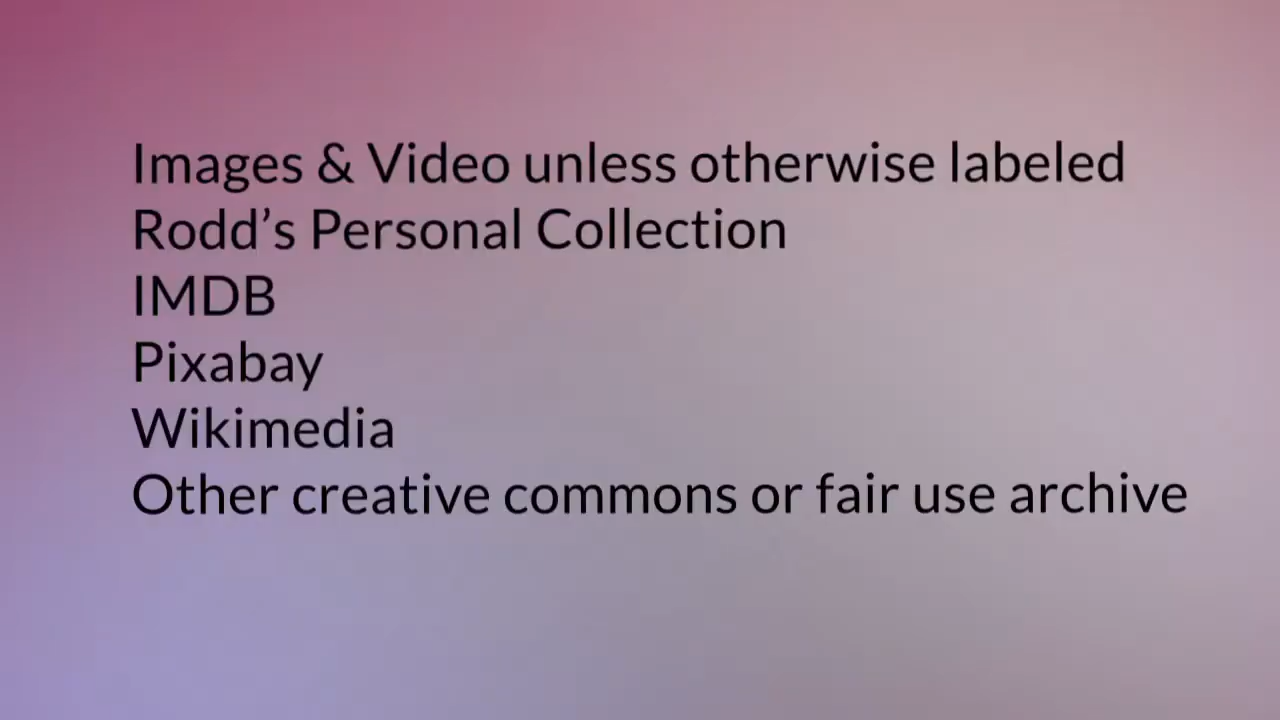 Images & Video unless otherwise labeled
Rodd’s Personal Collection
IMDB
Pixabay
Wikimedia
Other creative commons or fair use archive